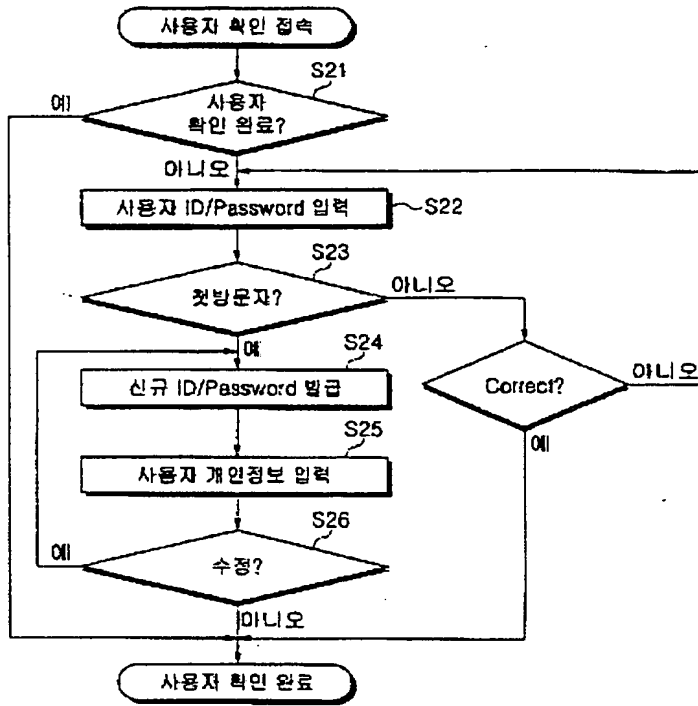 사용자 확인 접속
S21
예
사용자
확인 완료?
아니오
사용자 ID/Password 입력
S22
S23
첫방문자?
아니오
예
S24
신규 ID/Password 발급
Correct?
아니오
예
S25
사용자 개인정보 입력
S26
예
수정?
아니오
사용자 확인 완료